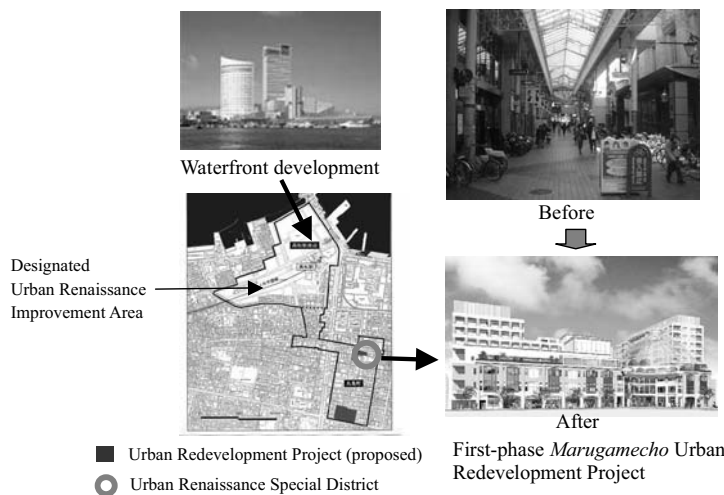 Waterfront development
Before
Designated
Urban Renaissance
Improvement Area
After
Urban Redevelopment Project (proposed)
Urban Renaissance Special District
First-phase Marugamecho Urban
Redevelopment Project